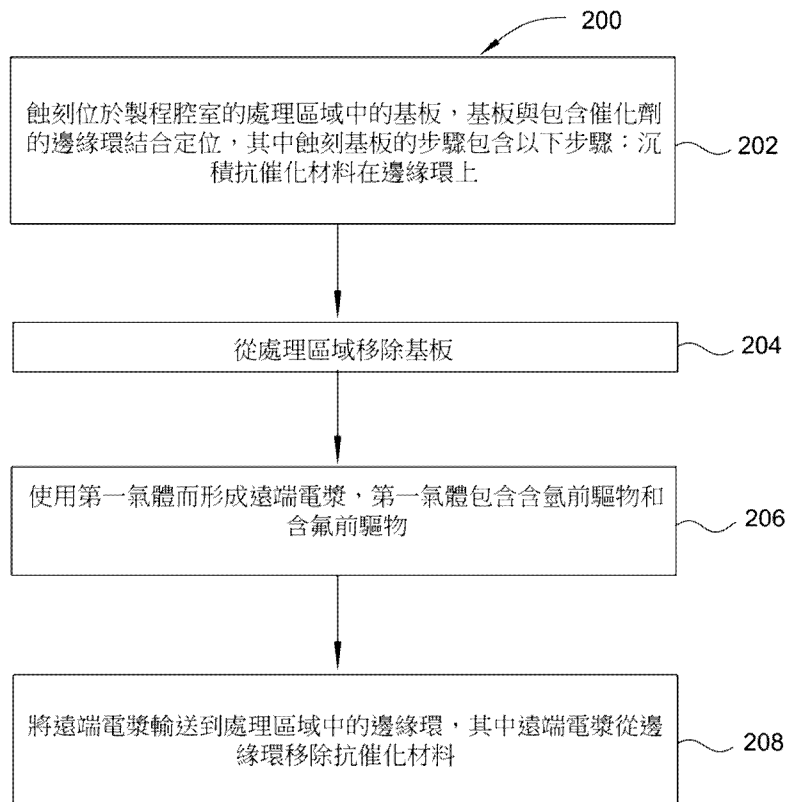 200
蝕刻位於製程腔室的處理區域中的基板，基板與包含催化劑
的邊緣環結合定位，其中蝕刻基板的步驟包含以下步驟：沉
積抗催化材料在邊緣環上
202
從處理區域移除基板
204
使用第一氣體而形成遠端電漿，第一氣體包含含氫前驅物和
含氟前驅物
206
將遠端電漿輸送到處理區域中的邊緣環，其中遠端電漿從邊
緣環移除抗催化材料
208